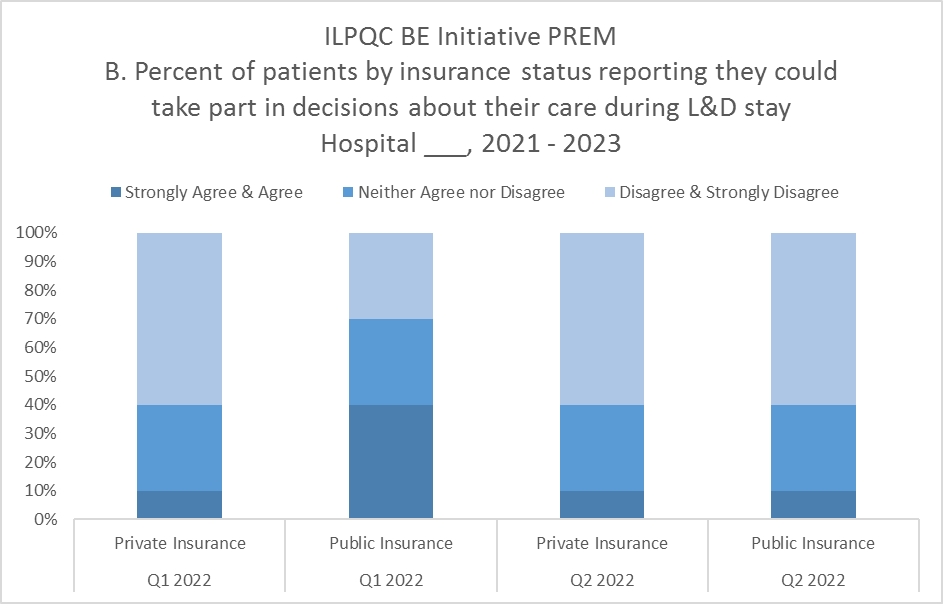 ILPQC BE Initiative PREM
B. Percent of patients by insurance status reporting they could
take part in decisions about their care during L&D stay
Hospital ___, 2021 - 2023
Strongly Agree & Agree Neither Agree nor Disagree Disagree & Strongly Disagree
100%
90%
80%
70%
60%
50%
40%
30%
20%
10%
0%
Private Insurance Public Insurance Private Insurance Public Insurance
Q1 2022 Q1 2022 Q2 2022 Q2 2022